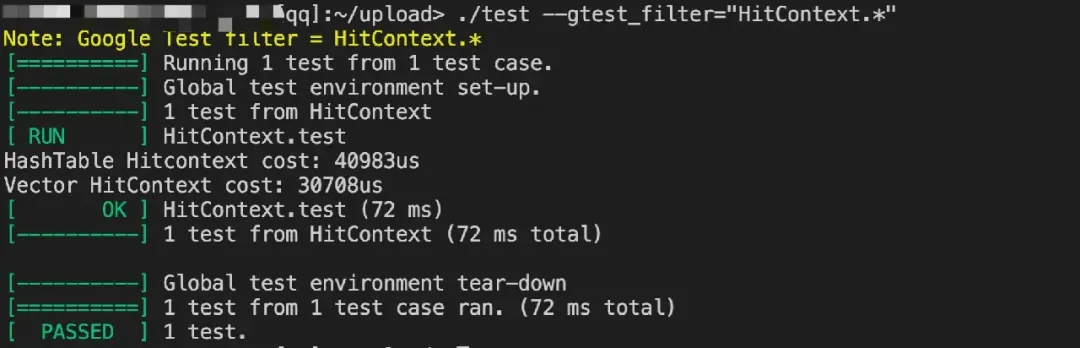 qq]:~/upload> ./test --gtest_filter="HitContext.*"
Note: Google Test filter = HitContext.*
[==========] Running 1 test from 1 test case.
[----------] Global test environment set-up.
[----------] 1 test from HitContext
[ RUN      ] HitContext.test
HashTable Hitcontext cost: 40983us
Vector HitContext cost: 30708us
[       OK ] HitContext.test (72 ms)
[----------] 1 test from HitContext (72 ms total)

[----------] Global test environment tear-down
[==========] 1 test from 1 test case ran. (72 ms total)
[  PASSED  ] 1 test.